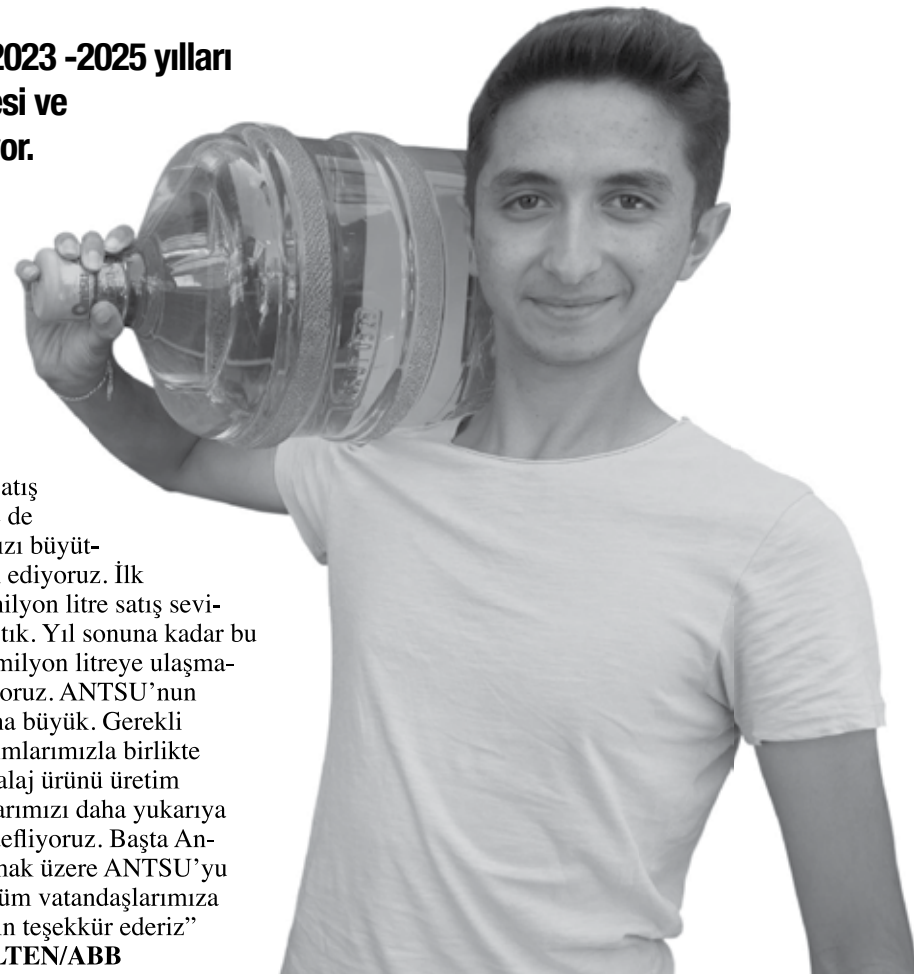 2023 -2025 yılları
esi ve
or.
atış
de
ızı büyüt-
ediyoruz. İlk
milyon litre satış sevi-
tık. Yıl sonuna kadar bu
milyon litreye ulaşma-
oruz. ANTSU’nun
na büyük. Gerekli
ımlarımızla birlikte
alaj ürünü üretim
arımızı daha yukarıya
efliyoruz. Başta An-
mak üzere ANTSU’yu
üm vatandaşlarımıza
n teşekkür ederiz”
LTEN/ABB